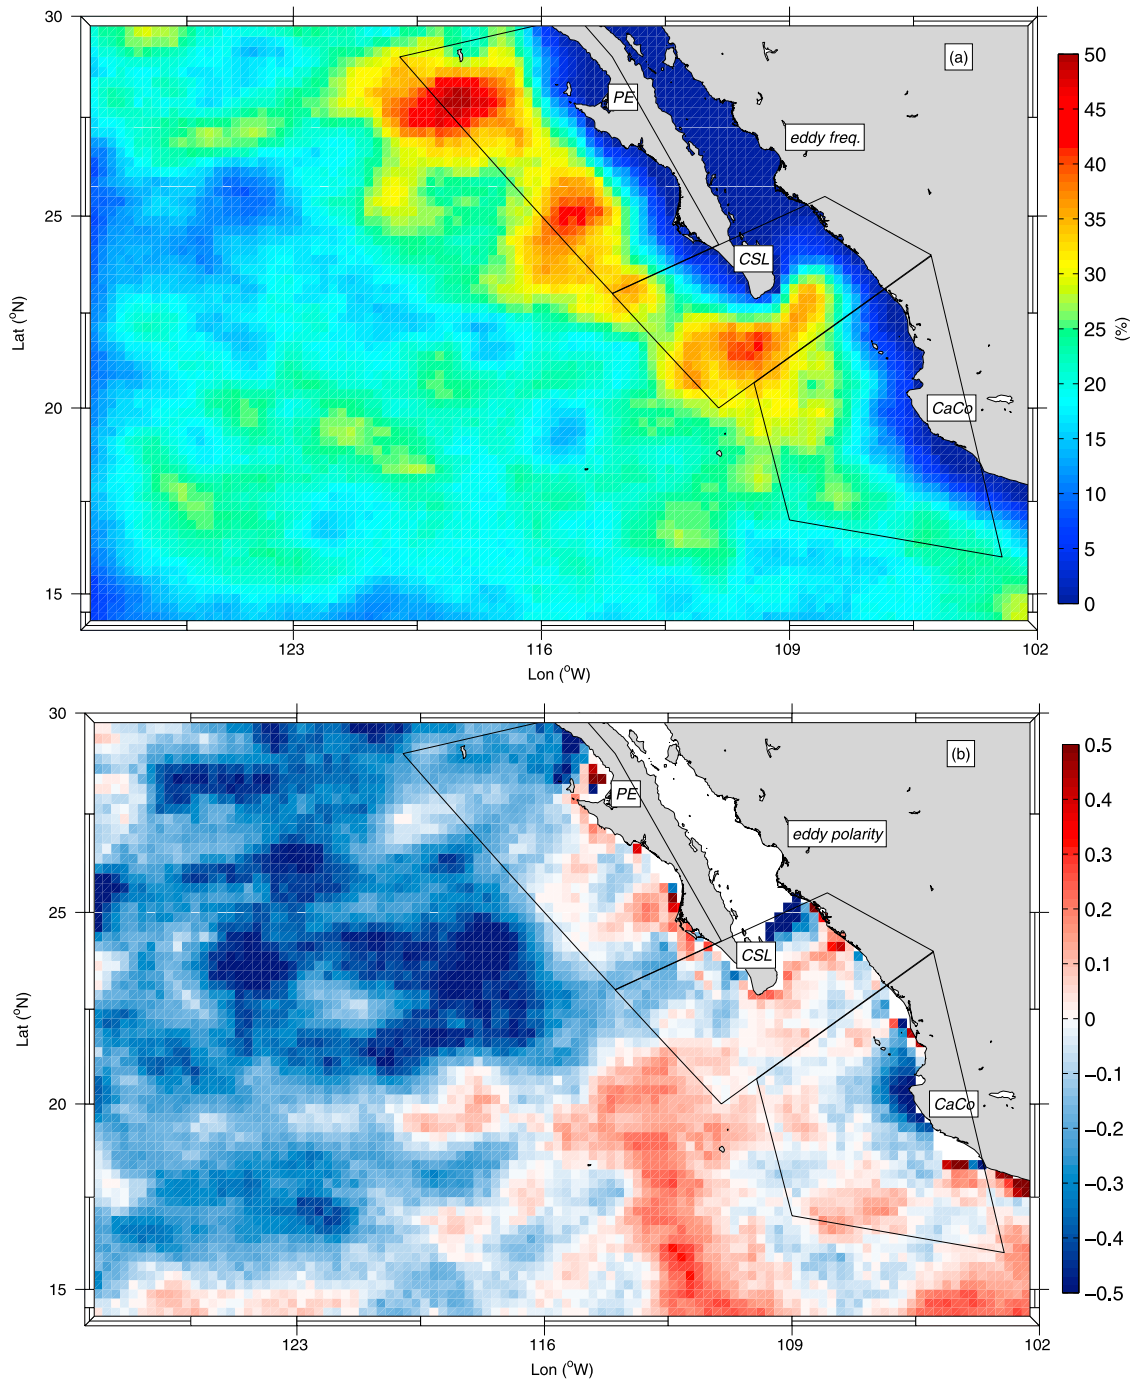 30
25
20
15
Lat (°N)
(a)
PE
eddy freq.
CSL
CaCo
50
45
40
35
30
25
20
15
10
5
0
(%)
123
116
109
102
Lon (°W)
30
25
20
15
Lat (°N)
(b)
PE
eddy polarity
CSL
CaCo
0.5
0.4
0.3
0.2
0.1
0
−0.1
−0.2
−0.3
−0.4
−0.5
123
116
109
102
Lon (°W)